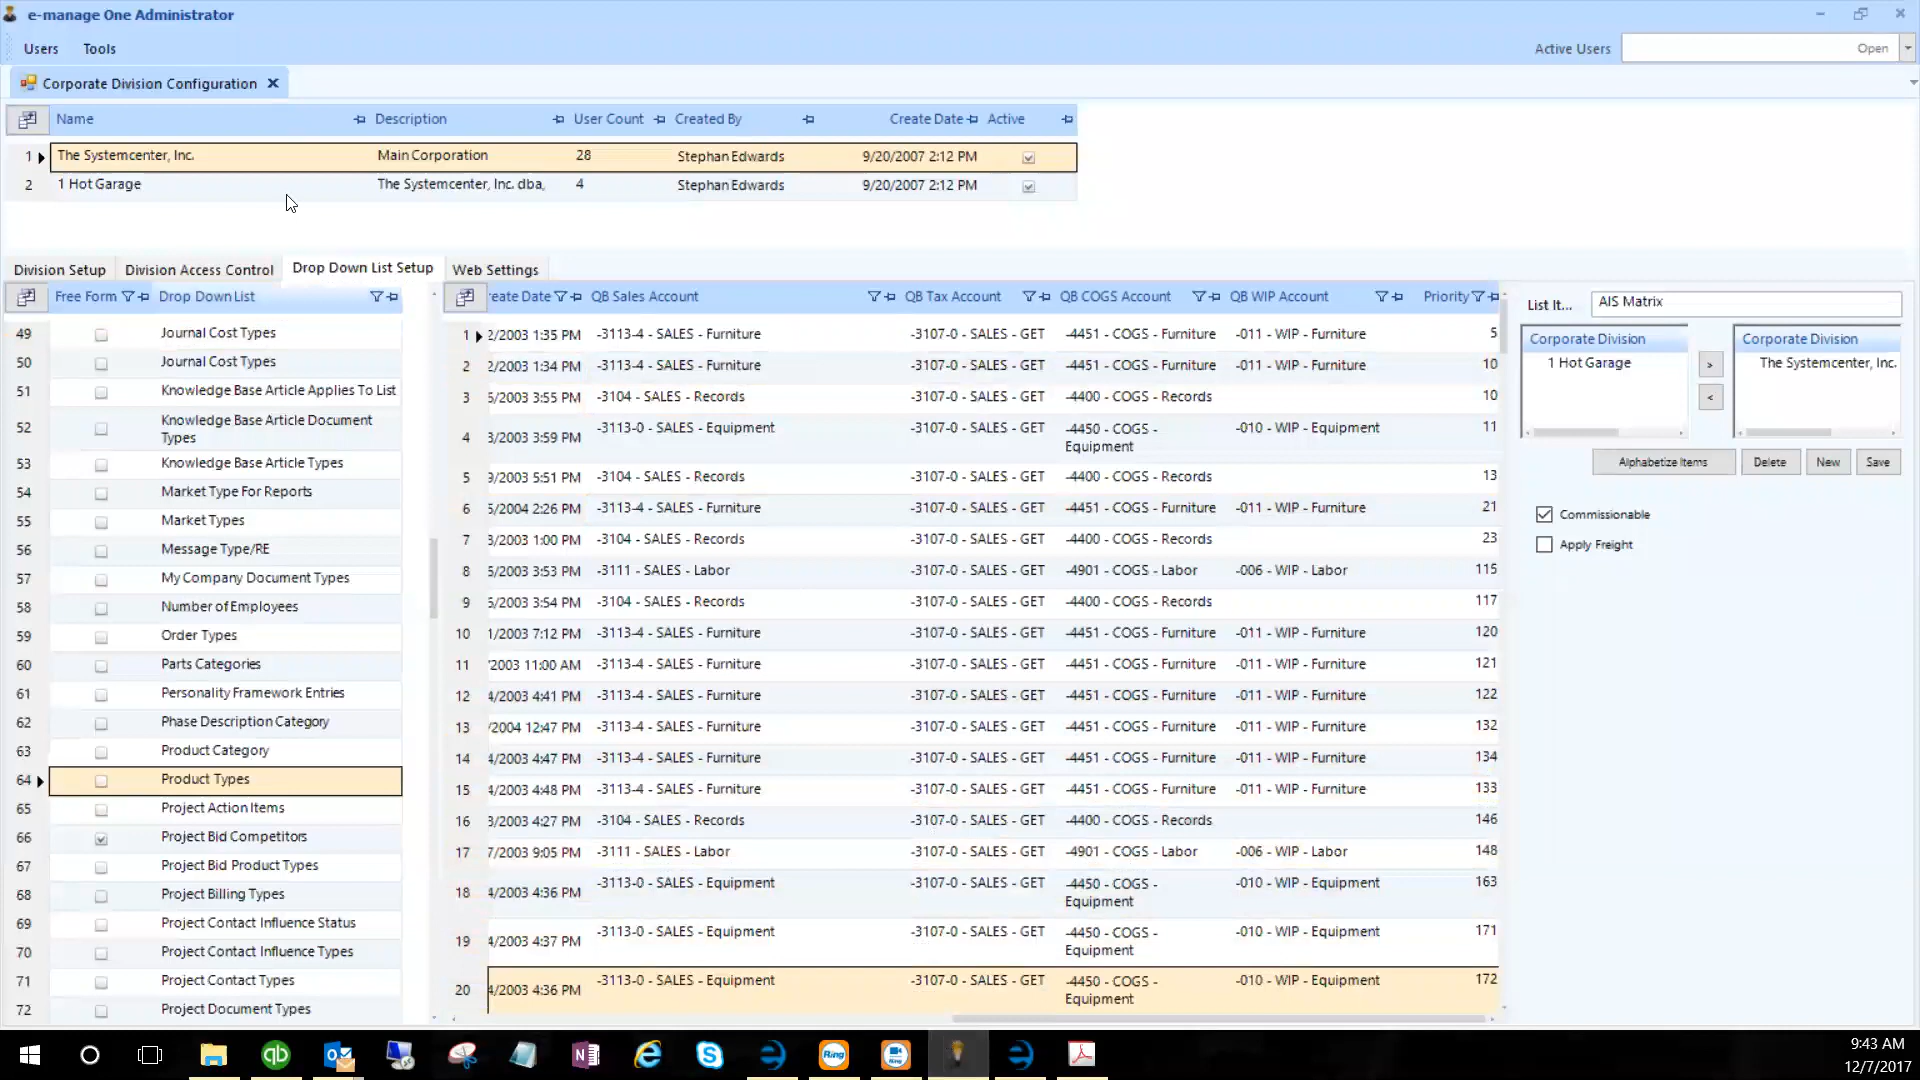 e-manage One Administrator
Users Tools Active Users Open
Corporate Division Configuration
Name Description User Count Created By Create Date Active
1 The Systemcenter, Inc. Main Corporation 28 Stephan Edwards 9/20/2007 2:12 PM
2 1 Hot Garage The Systemcenter, Inc. dba, 4 Stephan Edwards 9/20/2007 2:12 PM
Division Setup Division Access Control Drop Down List Setup Web Settings
Free Form Drop Down List
49 Journal Cost Types
50 Journal Cost Types
51 Knowledge Base Article Applies To List
52 Knowledge Base Article Document
Types
53 Knowledge Base Article Types
54 Market Type For Reports
55 Market Types
56 Message Type/RE
57 My Company Document Types
58 Number of Employees
59 Order Types
60 Parts Categories
61 Personality Framework Entries
62 Phase Description Category
63 Product Category
64 Product Types
65 Project Action Items
66 Project Bid Competitors
67 Project Bid Product Types
68 Project Billing Types
69 Project Contact Influence Status
70 Project Contact Influence Types
71 Project Contact Types
72 Project Document Types
reate Date QB Sales Account QB Tax Account QB COGS Account QB WIP Account Priority
1 2/2003 1:35 PM -3113-4 - SALES - Furniture -3107-0 - SALES - GET -4451 - COGS - Furniture -011 - WIP - Furniture 5
2 2/2003 1:34 PM -3113-4 - SALES - Furniture -3107-0 - SALES - GET -4451 - COGS - Furniture -011 - WIP - Furniture 10
3 5/2003 3:55 PM -3104 - SALES - Records -3107-0 - SALES - GET -4400 - COGS - Records 10
4 3/2003 3:59 PM -3113-0 - SALES - Equipment -3107-0 - SALES - GET -4450 - COGS - -010 - WIP - Equipment 11
Equipment
5 9/2003 5:51 PM -3104 - SALES - Records -3107-0 - SALES - GET -4400 - COGS - Records 13
6 5/2004 2:26 PM -3113-4 - SALES - Furniture -3107-0 - SALES - GET -4451 - COGS - Furniture -011 - WIP - Furniture 21
7 3/2003 1:00 PM -3104 - SALES - Records -3107-0 - SALES - GET -4400 - COGS - Records 23
8 5/2003 3:53 PM -3111 - SALES - Labor -3107-0 - SALES - GET -4901 - COGS - Labor -006 - WIP - Labor 115
9 5/2003 3:54 PM -3104 - SALES - Records -3107-0 - SALES - GET -4400 - COGS - Records 117
10 1/2003 7:12 PM -3113-4 - SALES - Furniture -3107-0 - SALES - GET -4451 - COGS - Furniture -011 - WIP - Furniture 120
11 /2003 11:00 AM -3113-4 - SALES - Furniture -3107-0 - SALES - GET -4451 - COGS - Furniture -011 - WIP - Furniture 121
12 4/2003 4:41 PM -3113-4 - SALES - Furniture -3107-0 - SALES - GET -4451 - COGS - Furniture -011 - WIP - Furniture 122
13 /2004 12:47 PM -3113-4 - SALES - Furniture -3107-0 - SALES - GET -4451 - COGS - Furniture -011 - WIP - Furniture 132
14 4/2003 4:47 PM -3113-4 - SALES - Furniture -3107-0 - SALES - GET -4451 - COGS - Furniture -011 - WIP - Furniture 134
15 4/2003 4:48 PM -3113-4 - SALES - Furniture -3107-0 - SALES - GET -4451 - COGS - Furniture -011 - WIP - Furniture 133
16 3/2003 4:27 PM -3104 - SALES - Records -3107-0 - SALES - GET -4400 - COGS - Records 146
17 7/2003 9:05 PM -3111 - SALES - Labor -3107-0 - SALES - GET -4901 - COGS - Labor -006 - WIP - Labor 148
18 4/2003 4:36 PM -3113-0 - SALES - Equipment -3107-0 - SALES - GET -4450 - COGS - -010 - WIP - Equipment 163
Equipment
19 4/2003 4:37 PM -3113-0 - SALES - Equipment -3107-0 - SALES - GET -4450 - COGS - -010 - WIP - Equipment 171
Equipment
20 4/2003 4:36 PM -3113-0 - SALES - Equipment -3107-0 - SALES - GET -4450 - COGS - -010 - WIP - Equipment 172
Equipment
List It... AIS Matrix
Corporate Division
1 Hot Garage
>
<
Corporate Division
The Systemcenter, Inc.
Alphabetize Items Delete New Save
Commissionable
Apply Freight
9:43 AM
12/7/2017